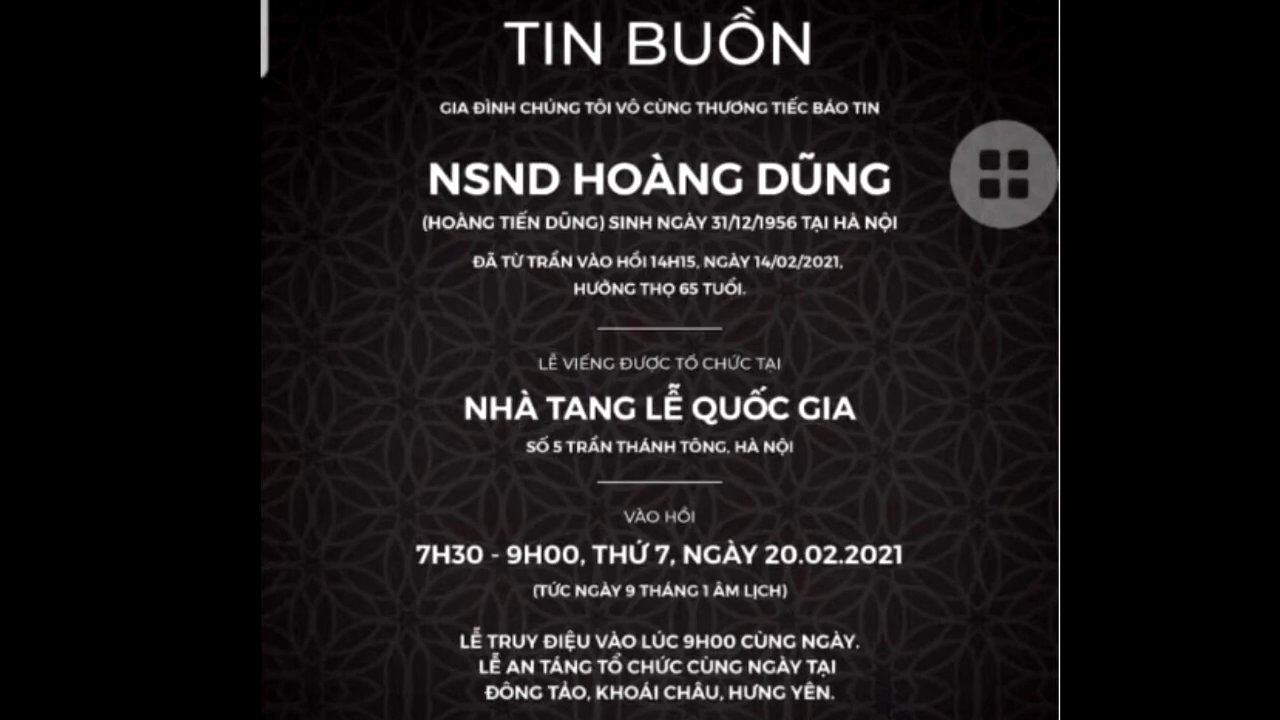 TIN BUỒN
GIA ĐÌNH CHÚNG TÔI VÔ CÙNG THƯƠNG TIẾC BÁO TIN
NSND HOÀNG DŨNG
(HOÀNG TIẾN DŨNG) SINH NGÀY 31/12/1956 TẠI HÀ NỘI
ĐÃ TỪ TRẦN VÀO HỒI 14H15, NGÀY 14/02/2021,
HƯỞNG THỌ 65 TUỔI.
LỄ VIẾNG ĐƯỢC TỔ CHỨC TẠI
NHÀ TANG LỄ QUỐC GIA
SỐ 5 TRẦN THÁNH TÔNG, HÀ NỘI
VÀO HỒI
7H30 - 9H00, THỨ 7, NGÀY 20.02.2021
(TỨC NGÀY 9 THÁNG 1 ÂM LỊCH)
LỄ TRUY ĐIỆU VÀO LÚC 9H00 CÙNG NGÀY.
LỄ AN TÁNG TỔ CHỨC CÙNG NGÀY TẠI
ĐÔNG TẢO, KHOÁI CHÂU, HƯNG YÊN.